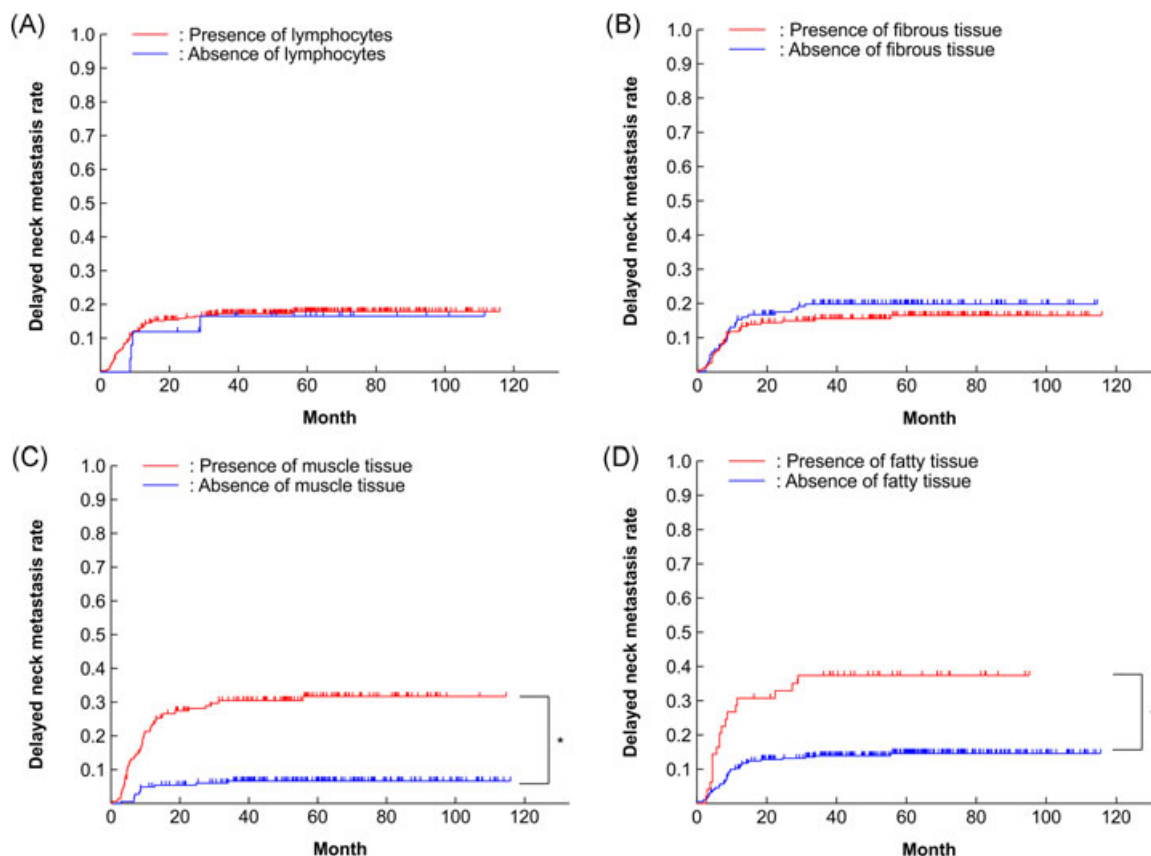 (A)
: Presence of lymphocytes
: Absence of lymphocytes
Delayed neck metastasis rate
1.0
0.9
0.8
0.7
0.6
0.5
0.4
0.3
0.2
0.1
0 20 40 60 80 100 120
Month
(B)
: Presence of fibrous tissue
: Absence of fibrous tissue
Delayed neck metastasis rate
1.0
0.9
0.8
0.7
0.6
0.5
0.4
0.3
0.2
0.1
0 20 40 60 80 100 120
Month
(C)
: Presence of muscle tissue
: Absence of muscle tissue
Delayed neck metastasis rate
1.0
0.9
0.8
0.7
0.6
0.5
0.4
0.3
0.2
0.1
*
0 20 40 60 80 100 120
Month
(D)
: Presence of fatty tissue
: Absence of fatty tissue
Delayed neck metastasis rate
1.0
0.9
0.8
0.7
0.6
0.5
0.4
0.3
0.2
0.1
0 20 40 60 80 100 120
Month